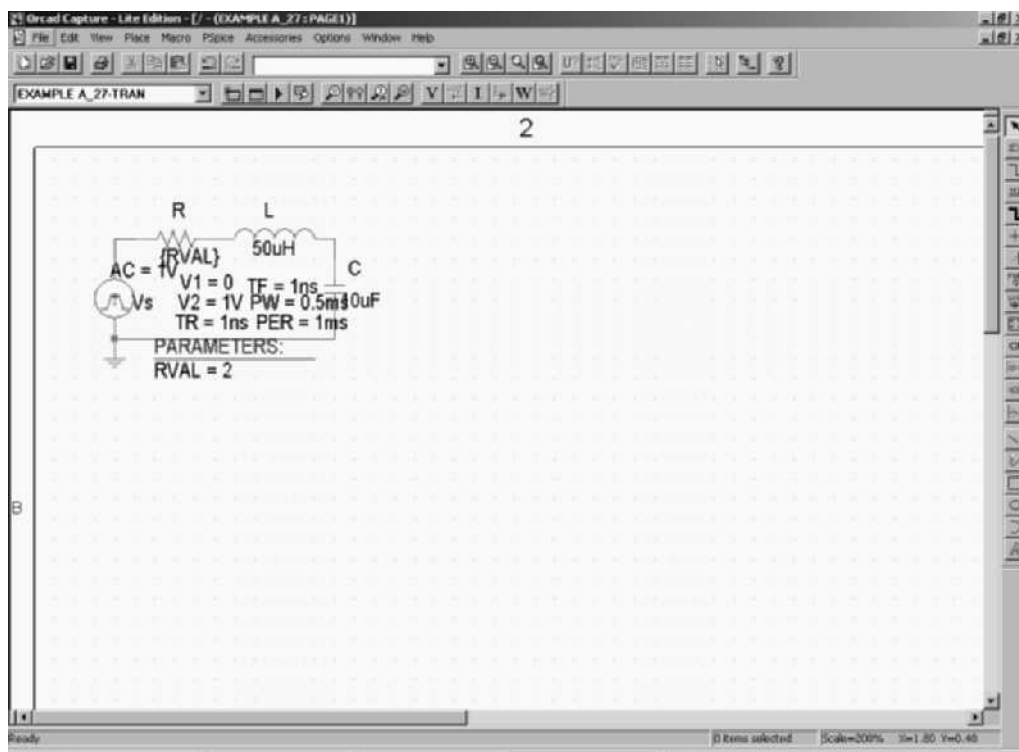 Orcad Capture - Lite Edition - [/ - (EXAMPLE A_27 : PAGE1)]
File Edit View Place Macro PSpice Accessories Options Window Help
EXAMPLE A_27-TRAN
V I W
2
R L
{RVAL} 50uH
AC = 1V C
V1 = 0 TF = 1ns
Vs V2 = 1V PW = 0.5ms 10uF
TR = 1ns PER = 1ms
PARAMETERS:
RVAL = 2
B
Ready 0 items selected Scale=200% X=1.80 Y=0.40